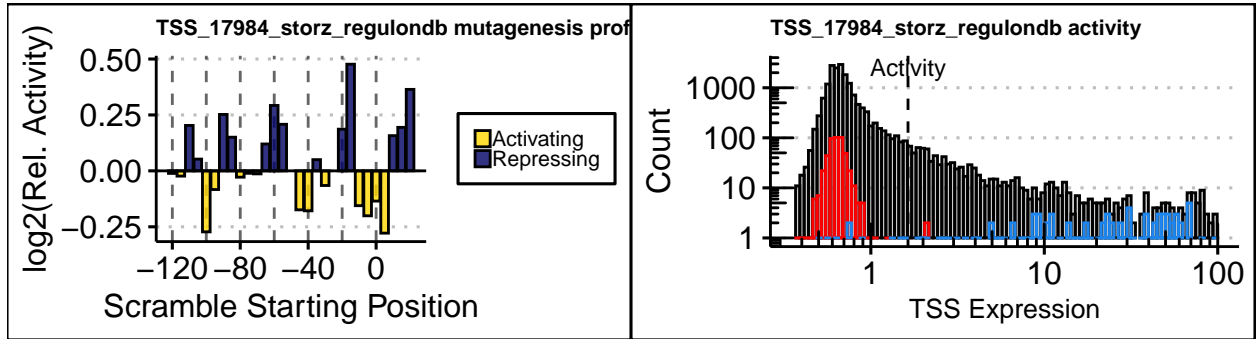 TSS_17984_storz_regulondb mutagenesis prof
log2(Rel. Activity)
0.50
0.25
0.00
−0.25
−120
−80
−40
0
Scramble Starting Position
Activating
Repressing
TSS_17984_storz_regulondb activity
Activity
Count
1000
100
10
1
1
10
100
TSS Expression